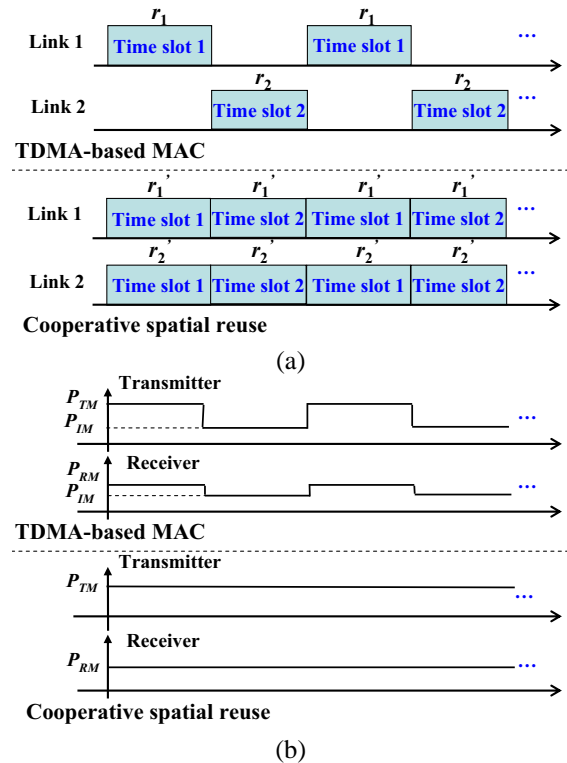 r1 r1
Link 1 Time slot 1 Time slot 1 ...
r2 r2
Link 2 Time slot 2 Time slot 2 ...
TDMA-based MAC
r1' r1' r1' r1'
Link 1 Time slot 1 Time slot 2 Time slot 1 Time slot 2 ...
r2' r2' r2' r2'
Link 2 Time slot 1 Time slot 2 Time slot 1 Time slot 2 ...
Cooperative spatial reuse
(a)
Transmitter
PTM
PIM ...
Receiver
PRM
PIM ...
TDMA-based MAC
Transmitter
PTM ...
Receiver
PRM ...
Cooperative spatial reuse
(b)